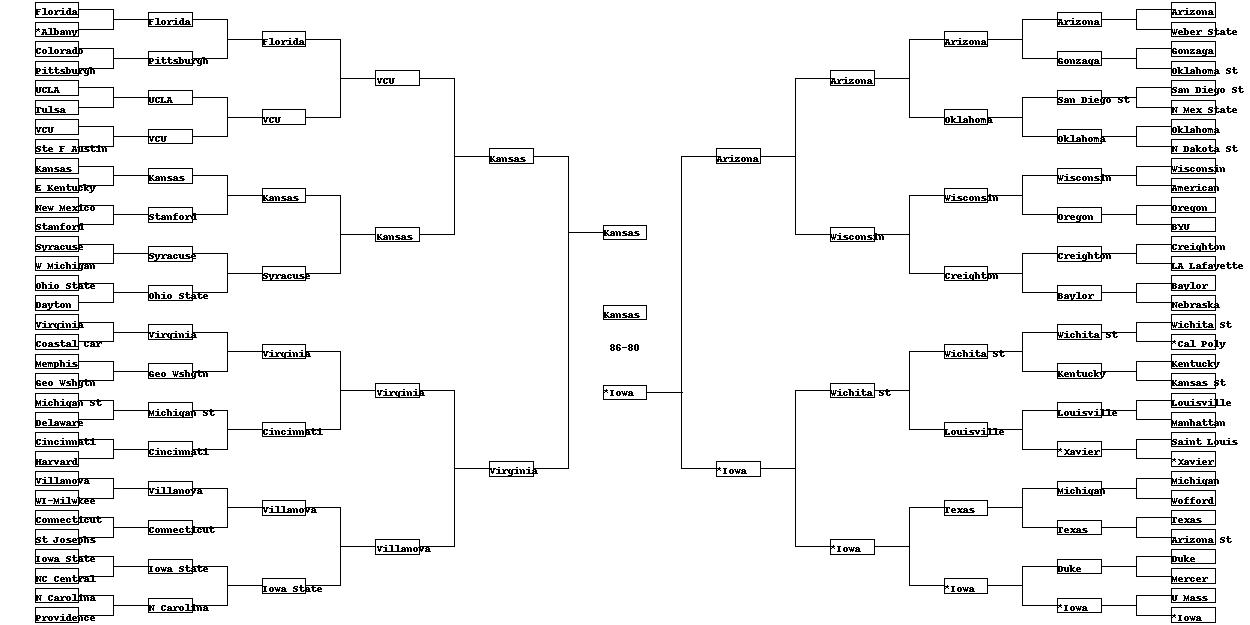 Florida
*Albany
Colorado
Pittsburgh
UCLA
Tulsa
VCU
Ste F Austin
Kansas
E Kentucky
New Mexico
Stanford
Syracuse
W Michigan
Ohio State
Dayton
Virginia
Coastal Car
Memphis
Geo Wshgtn
Michigan St
Delaware
Cincinnati
Harvard
Villanova
WI-Milwkee
Connecticut
St Josephs
Iowa State
NC Central
N Carolina
Providence
Florida
Pittsburgh
UCLA
VCU
Kansas
Stanford
Syracuse
Ohio State
Virginia
Geo Wshgtn
Michigan St
Cincinnati
Villanova
Connecticut
Iowa State
N Carolina
Florida
VCU
Kansas
Syracuse
Virginia
Cincinnati
Villanova
Iowa State
VCU
Kansas
Virginia
Villanova
Kansas
Virginia
Kansas
Kansas
86-80
*Iowa
Arizona
*Iowa
Arizona
Wisconsin
Wichita St
*Iowa
Arizona
Oklahoma
Wisconsin
Creighton
Wichita St
Louisville
Texas
*Iowa
Arizona
Gonzaga
San Diego St
Oklahoma
Wisconsin
Oregon
Creighton
Baylor
Wichita St
Kentucky
Louisville
*Xavier
Michigan
Texas
Duke
*Iowa
Arizona
Weber State
Gonzaga
Oklahoma St
San Diego St
N Mex State
Oklahoma
N Dakota St
Wisconsin
American
Oregon
BYU
Creighton
LA Lafayette
Baylor
Nebraska
Wichita St
*Cal Poly
Kentucky
Kansas St
Louisville
Manhattan
Saint Louis
*Xavier
Michigan
Wofford
Texas
Arizona St
Duke
Mercer
U Mass
*Iowa